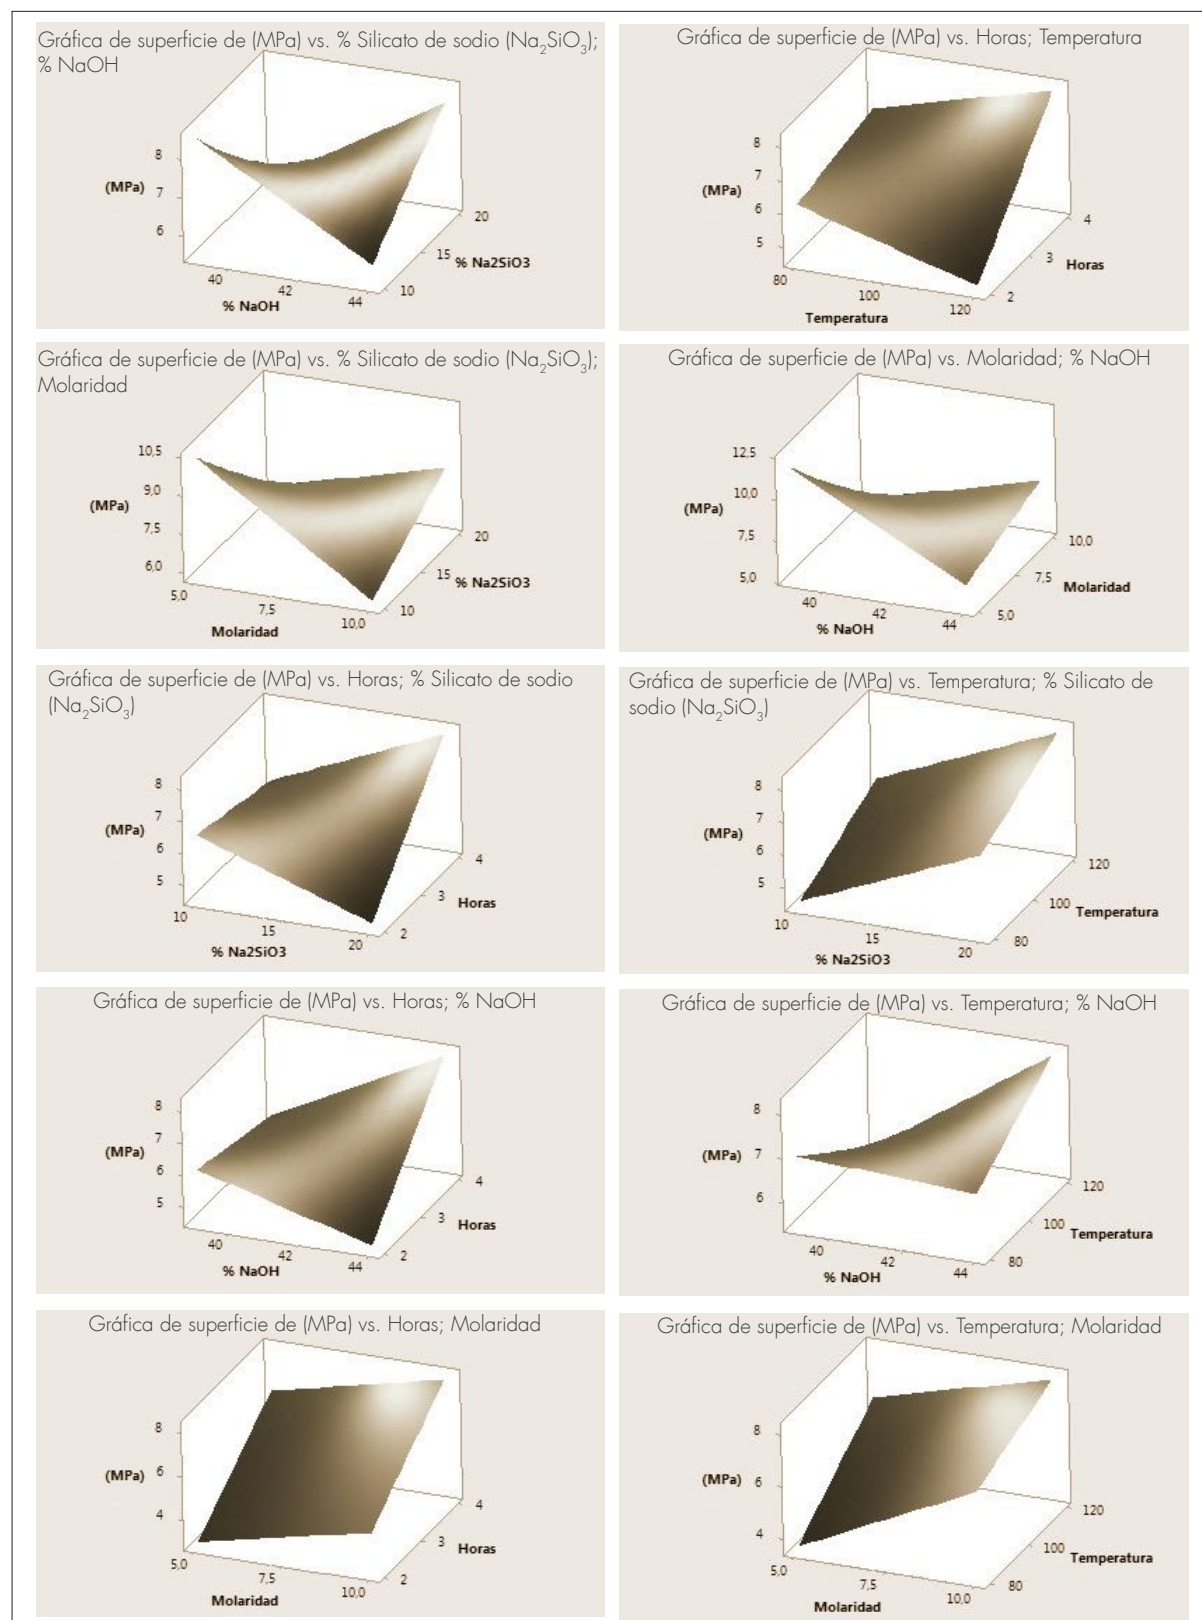 Gráfica de superficie de (MPa) vs. % Silicato de sodio (Na₂SiO₃);
% NaOH
8
(MPa)
7
6
40
42
44
% NaOH
10
15
20
% Na2SiO3
Gráfica de superficie de (MPa) vs. Horas; Temperatura
8
7
(MPa)
6
5
80
100
120
Temperatura
2
3
4
Horas
Gráfica de superficie de (MPa) vs. % Silicato de sodio (Na₂SiO₃);
Molaridad
10,5
9,0
(MPa)
7,5
6,0
5,0
7,5
10,0
Molaridad
10
15
20
% Na2SiO3
Gráfica de superficie de (MPa) vs. Molaridad; % NaOH
12,5
10,0
(MPa)
7,5
5,0
40
42
44
% NaOH
5,0
7,5
10,0
Molaridad
Gráfica de superficie de (MPa) vs. Horas; % Silicato de sodio
(Na₂SiO₃)
8
7
(MPa)
6
5
10
15
20
% Na2SiO3
2
3
4
Horas
Gráfica de superficie de (MPa) vs. Temperatura; % Silicato de
sodio (Na₂SiO₃)
8
7
(MPa)
6
5
10
15
20
% Na2SiO3
80
100
120
Temperatura
Gráfica de superficie de (MPa) vs. Horas; % NaOH
8
7
(MPa)
6
5
40
42
44
% NaOH
2
3
4
Horas
Gráfica de superficie de (MPa) vs. Temperatura; % NaOH
8
(MPa)
7
6
40
42
44
% NaOH
80
100
120
Temperatura
Gráfica de superficie de (MPa) vs. Horas; Molaridad
8
(MPa)
6
4
5,0
7,5
10,0
Molaridad
2
3
4
Horas
Gráfica de superficie de (MPa) vs. Temperatura; Molaridad
8
(MPa)
6
4
5,0
7,5
10,0
Molaridad
80
100
120
Temperatura